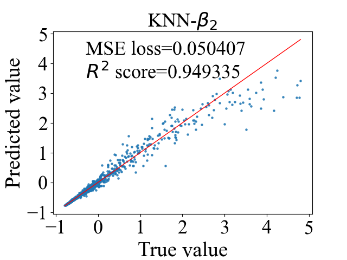 KNN-β₂
MSE loss=0.050407
R² score=0.949335
Predicted value
5
4
3
2
1
0
−1
−1 0 1 2 3 4 5
True value